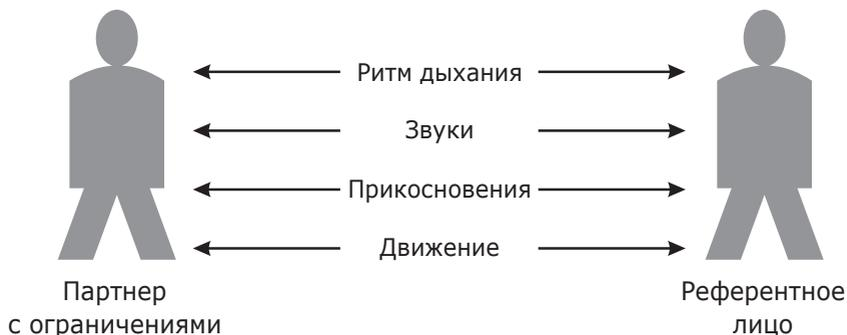 Ритм дыхания
Звуки
Прикосновения
Движение
Партнер
с ограничениями
Референтное
лицо